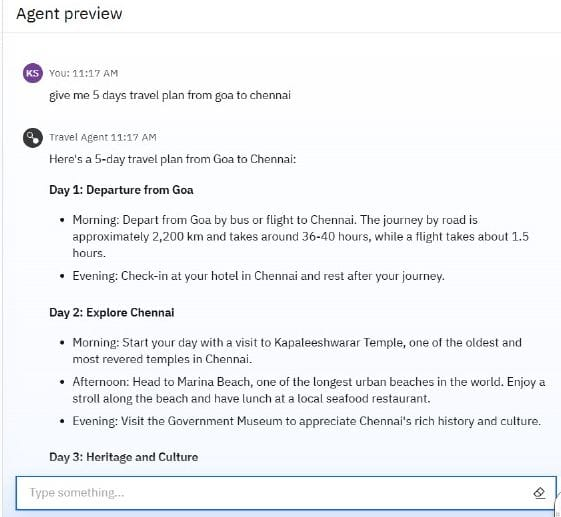 Agent preview
KS You: 11:17 AM
give me 5 days travel plan from goa to chennai
Travel Agent 11:17 AM
Here's a 5-day travel plan from Goa to Chennai:
Day 1: Departure from Goa
• Morning: Depart from Goa by bus or flight to Chennai. The journey by road is
approximately 2,200 km and takes around 36-40 hours, while a flight takes about 1.5
hours.
• Evening: Check-in at your hotel in Chennai and rest after your journey.
Day 2: Explore Chennai
• Morning: Start your day with a visit to Kapaleeshwarar Temple, one of the oldest and
most revered temples in Chennai.
• Afternoon: Head to Marina Beach, one of the longest urban beaches in the world. Enjoy a
stroll along the beach and have lunch at a local seafood restaurant.
• Evening: Visit the Government Museum to appreciate Chennai's rich history and culture.
Day 3: Heritage and Culture
Type something...